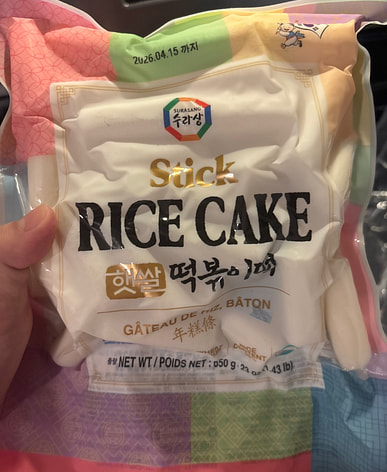 2026.04.15 까지
SURASANG
수라상
Stick
RICE CAKE
햇쌀 떡볶이떡
GÂTEAU DE RIZ, BÂTON
年糕條
NET WT / POIDS NET : 650 g